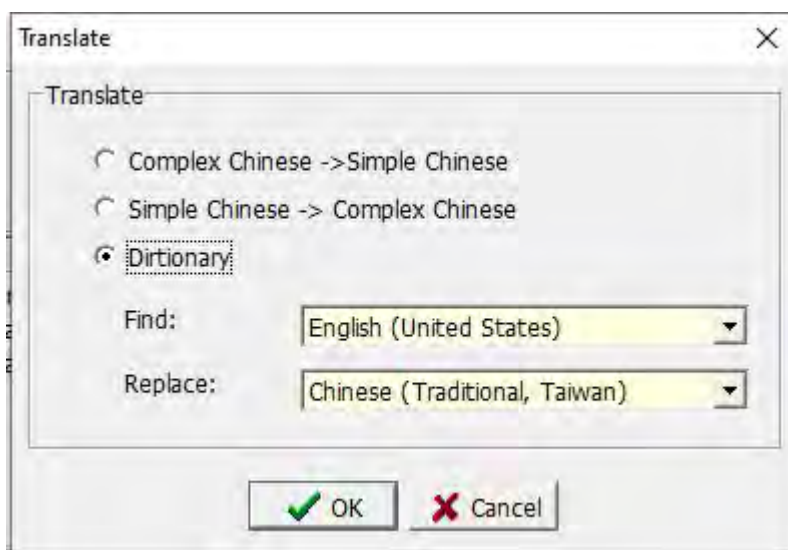 Translate
Translate
Complex Chinese ->Simple Chinese
Simple Chinese -> Complex Chinese
Dirtionary
Find: English (United States)
Replace: Chinese (Traditional, Taiwan)
OK Cancel